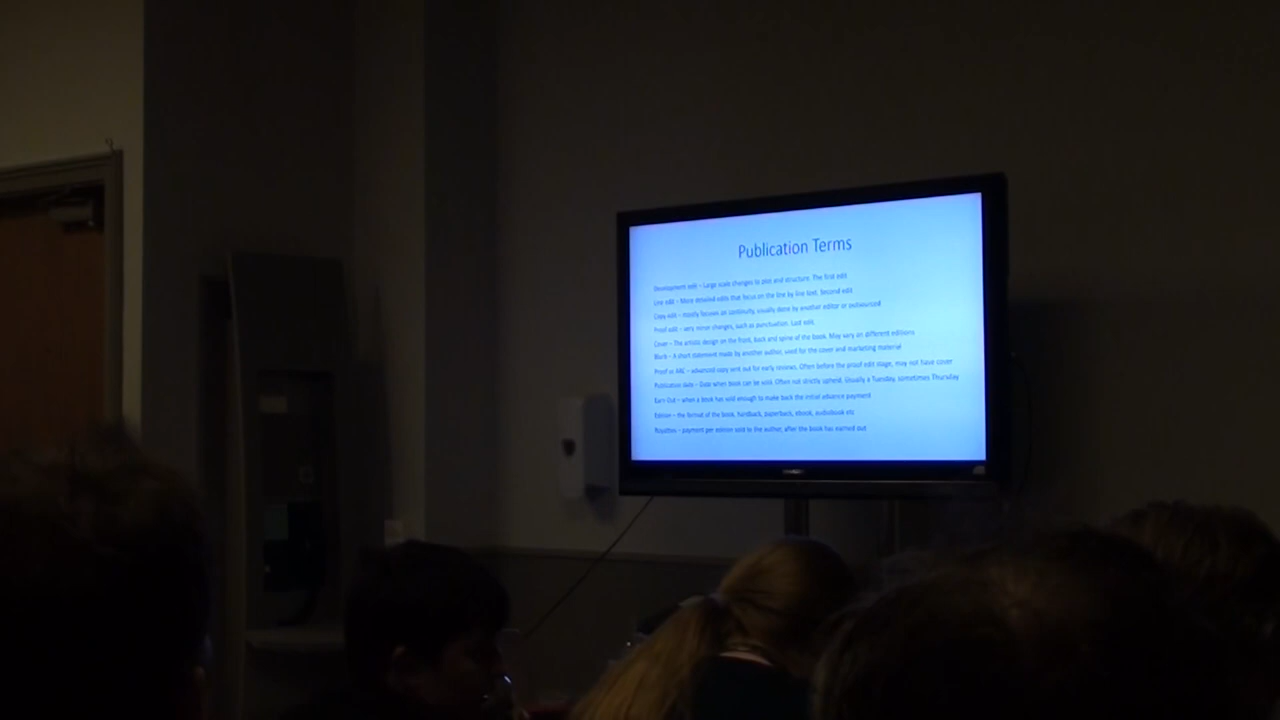 Publication Terms
Development edit – Large scale changes to plot and structure. The first edit
Line edit – More detailed edits that focus on the line by line text. Second edit
Copy edit – mostly focuses on continuity, usually done by another editor or outsourced
Proof edit – very minor changes, such as punctuation. Last edit.
Cover – The artistic design on the front, back and spine of the book. May vary on different editions
Blurb – A short statement made by another author, used for the cover and marketing material
Proof or ARC – advanced copy sent out for early reviews. Often before the proof edit stage, may not have cover
Publication date – Date when book can be sold. Often not strictly upheld. Usually a Tuesday, sometimes Thursday
Earn Out – when a book has sold enough to make back the initial advance payment
Edition – the format of the book, hardback, paperback, ebook, audiobook etc
Royalties – payment per edition sold to the author, after the book has earned out